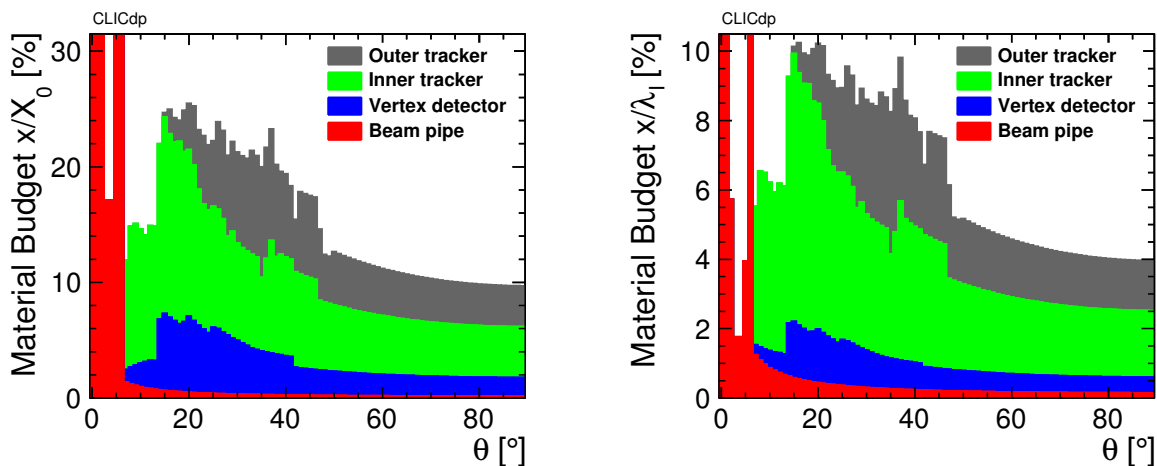 CLICdp
Material Budget x/X₀ [%]
30
20
10
0
Outer tracker
Inner tracker
Vertex detector
Beam pipe
0 20 40 60 80
θ [°]
CLICdp
Material Budget x/λ_I [%]
10
8
6
4
2
0
Outer tracker
Inner tracker
Vertex detector
Beam pipe
0 20 40 60 80
θ [°]